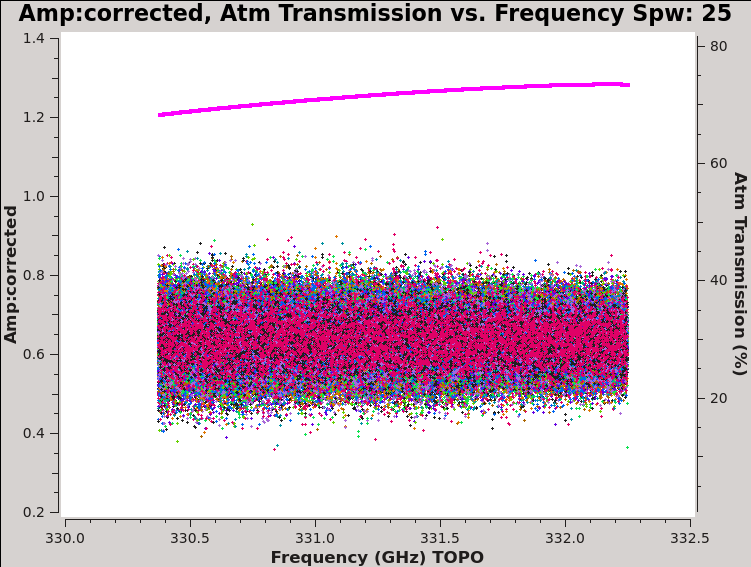 Amp:corrected, Atm Transmission vs. Frequency Spw: 25
1.4
1.2
1.0
0.8
0.6
0.4
0.2
Amp:corrected
80
60
40
20
Atm Transmission (%)
330.0 330.5 331.0 331.5 332.0 332.5
Frequency (GHz) TOPO